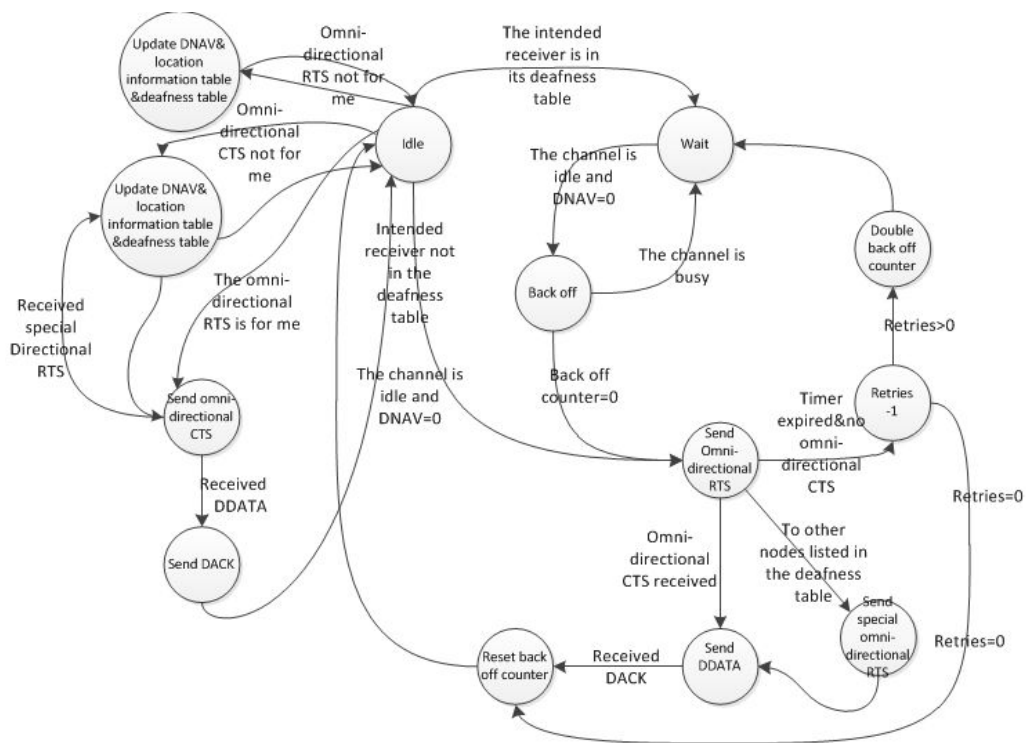 Update DNAV&
location
information table
&deafness table
Omni-
directional
RTS not for
me
The intended
receiver is in
its deafness
table
Omni-
directional
CTS not for
me
Idle
Wait
The channel is
idle and
DNAV=0
Update DNAV&
location
information table
&deafness table
Intended
receiver not
in the
deafness
table
The channel is
busy
Double
back off
counter
Back off
The omni-
directional
RTS is for me
Received
special
Directional
RTS
Retries>0
The channel is
idle and
DNAV=0
Back off
counter=0
Send omni-
directional
CTS
Timer
expired&no
omni-
directional
CTS
Retries
-1
Send
Omni-
directional
RTS
Received
DDATA
Retries=0
Send DACK
Omni-
directional
CTS received
To other
nodes listed in
the deafness
table
Send
special
omni-
directional
RTS
Retries=0
Reset back
off counter
Received
DACK
Send
DDATA